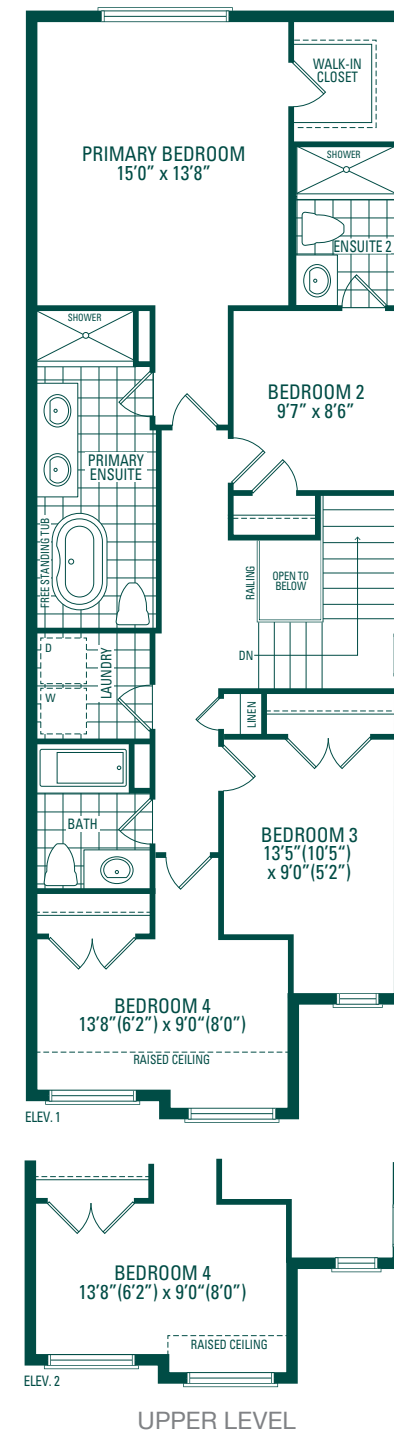 WALK-IN
CLOSET
PRIMARY BEDROOM
15'0" x 13'8"
SHOWER
ENSUITE 2
SHOWER
BEDROOM 2
9'7" x 8'6"
PRIMARY
ENSUITE
FREE STANDING TUB
RAILING
OPEN TO
BELOW
D
LAUNDRY
W
DN
LINEN
BATH
BEDROOM 3
13'5"(10'5")
x 9'0"(5'2")
BEDROOM 4
13'8"(6'2") x 9'0"(8'0")
RAISED CEILING
ELEV. 1
BEDROOM 4
13'8"(6'2") x 9'0"(8'0")
RAISED CEILING
ELEV. 2
UPPER LEVEL